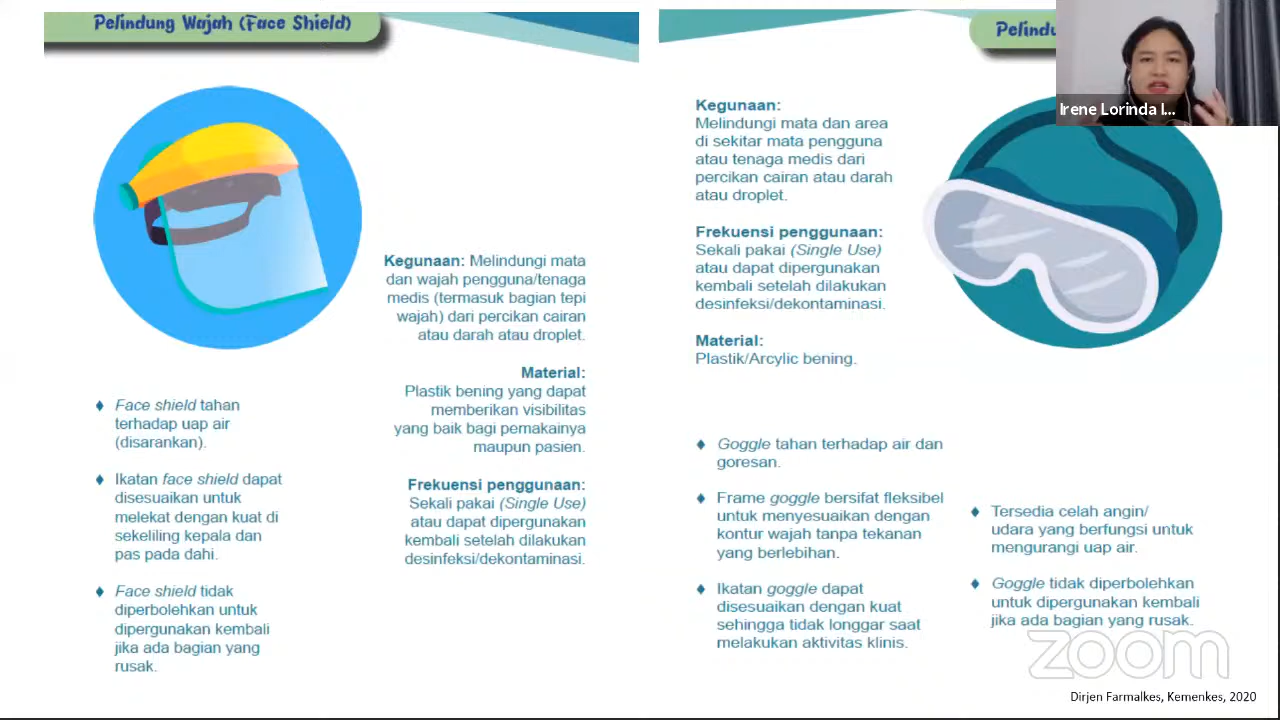 Pelindung Wajah (Face Shield)
Kegunaan: Melindungi mata
dan wajah pengguna/tenaga
medis (termasuk bagian tepi
wajah) dari percikan cairan
atau darah atau droplet.
Material:
Plastik bening yang dapat
memberikan visibilitas
yang baik bagi pemakainya
maupun pasien.
Frekuensi penggunaan:
Sekali pakai (Single Use)
atau dapat dipergunakan
kembali setelah dilakukan
desinfeksi/dekontaminasi.
♦ Face shield tahan
terhadap uap air
(disarankan).
♦ Ikatan face shield dapat
disesuaikan untuk
melekat dengan kuat di
sekeliling kepala dan
pas pada dahi.
♦ Face shield tidak
diperbolehkan untuk
dipergunakan kembali
jika ada bagian yang
rusak.
Kegunaan:
Melindungi mata dan area
di sekitar mata pengguna
atau tenaga medis dari
percikan cairan atau darah
atau droplet.
Frekuensi penggunaan:
Sekali pakai (Single Use)
atau dapat dipergunakan
kembali setelah dilakukan
desinfeksi/dekontaminasi.
Material:
Plastik/Arcylic bening.
♦ Goggle tahan terhadap air dan
goresan.
♦ Frame goggle bersifat fleksibel
untuk menyesuaikan dengan
kontur wajah tanpa tekanan
yang berlebihan.
♦ Ikatan goggle dapat
disesuaikan dengan kuat
sehingga tidak longgar saat
melakukan aktivitas klinis.
♦ Tersedia celah angin/
udara yang berfungsi untuk
mengurangi uap air.
♦ Goggle tidak diperbolehkan
untuk dipergunakan kembali
jika ada bagian yang rusak.
Irene Lorinda I...
zoom
Dirjen Farmalkes, Kemenkes, 2020